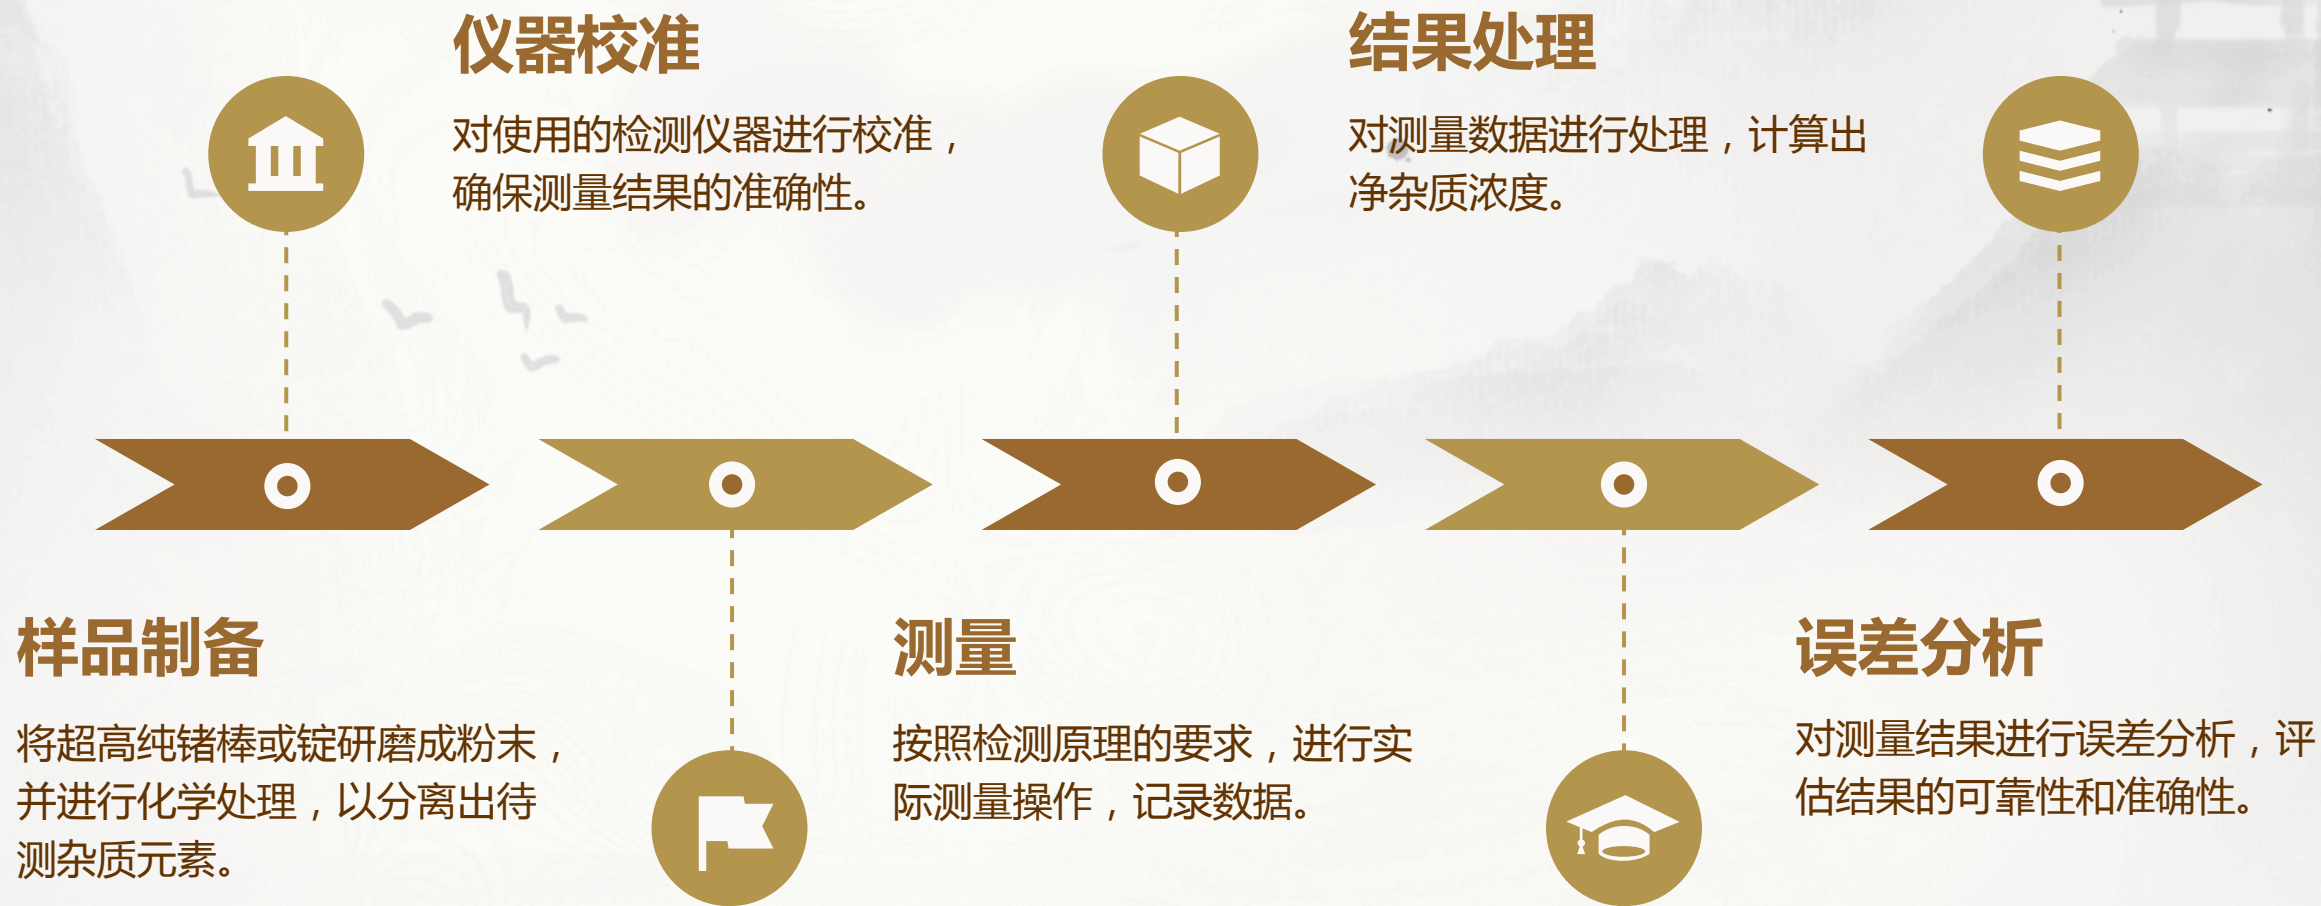 样品制备
将超高纯锗棒或锭研磨成粉末，
并进行化学处理，以分离出待
测杂质元素。
仪器校准
对使用的检测仪器进行校准，
确保测量结果的准确性。
测量
按照检测原理的要求，进行实
际测量操作，记录数据。
结果处理
对测量数据进行处理，计算出
净杂质浓度。
误差分析
对测量结果进行误差分析，评
估结果的可靠性和准确性。